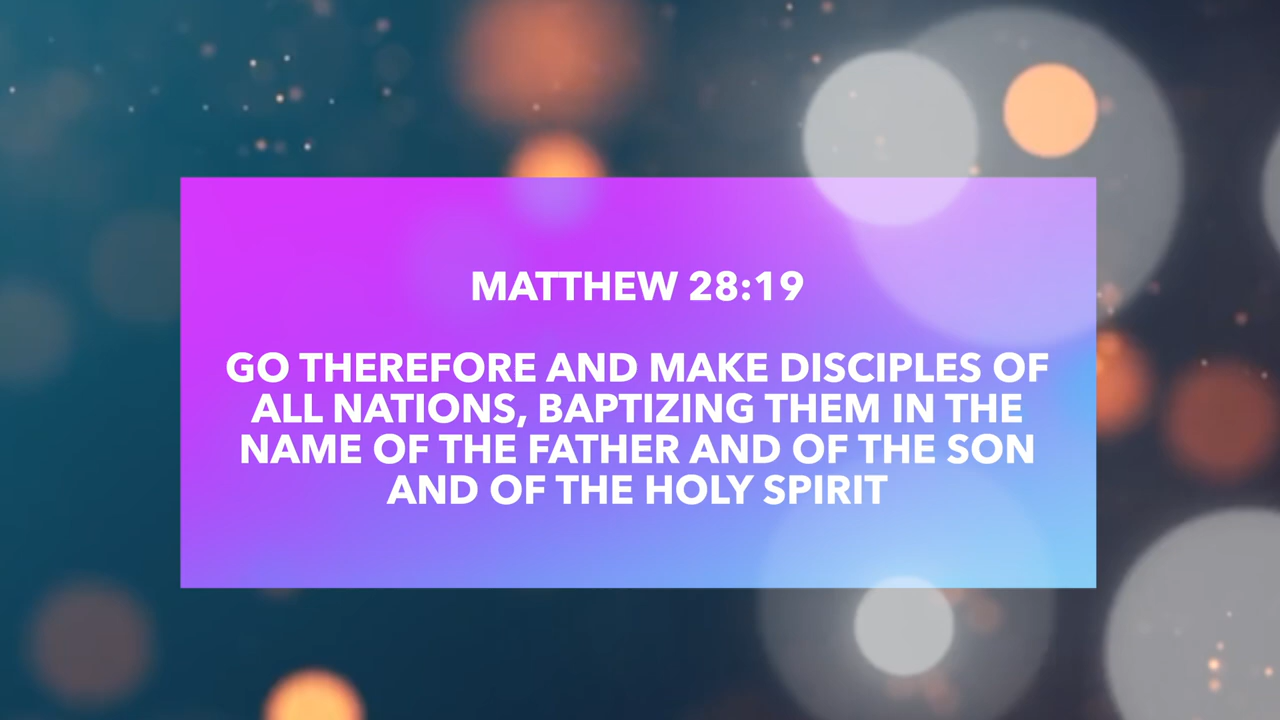 MATTHEW 28:19
GO THEREFORE AND MAKE DISCIPLES OF
ALL NATIONS, BAPTIZING THEM IN THE
NAME OF THE FATHER AND OF THE SON
AND OF THE HOLY SPIRIT